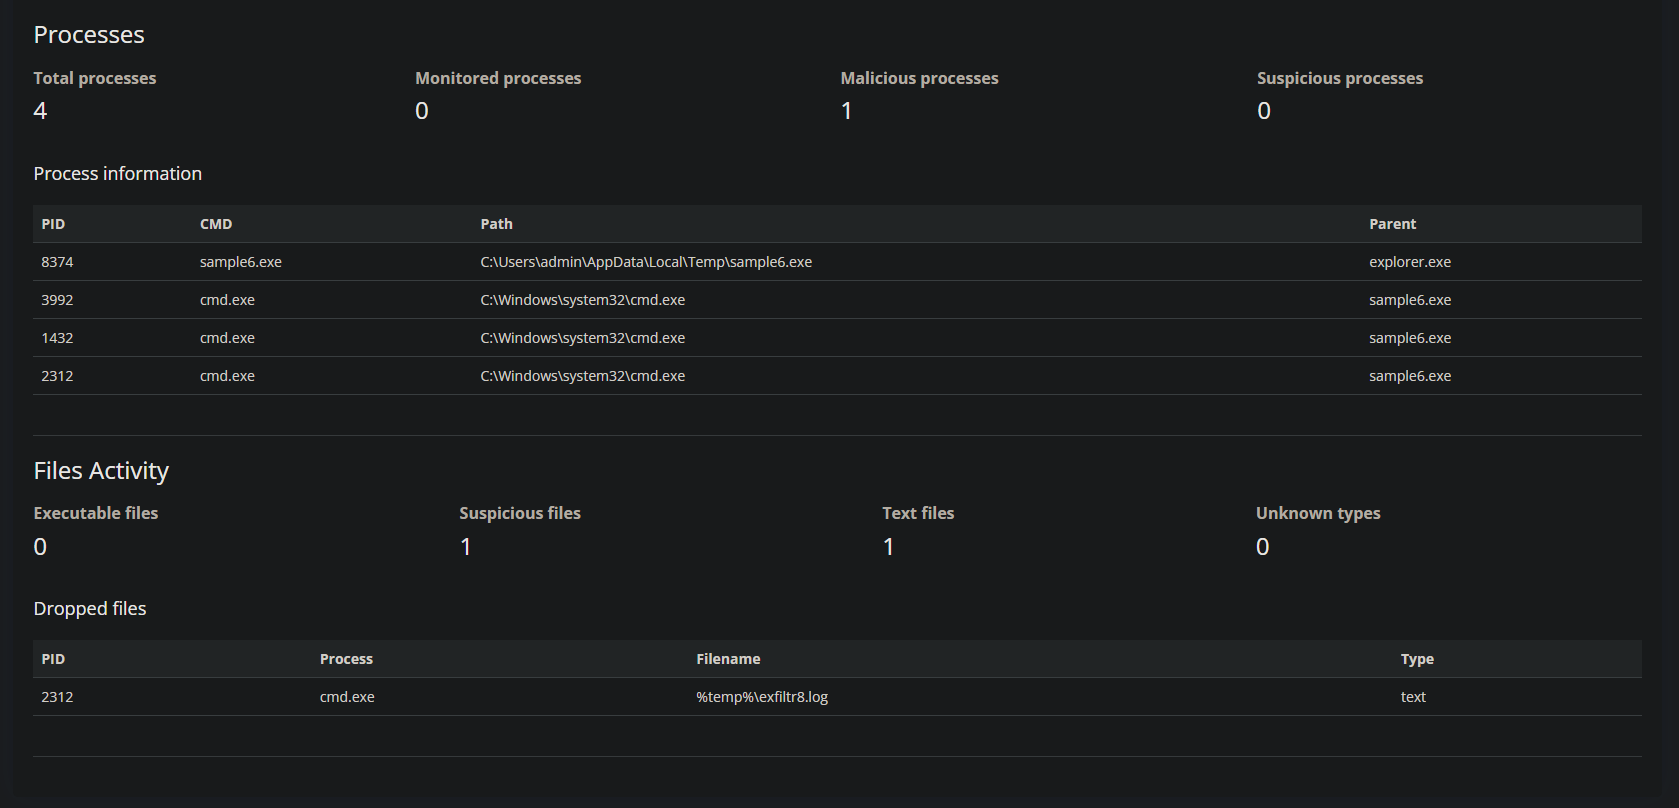 Processes
Total processes Monitored processes Malicious processes Suspicious processes
4 0 1 0
Process information
PID CMD Path Parent
8374 sample6.exe C:\Users\admin\AppData\Local\Temp\sample6.exe explorer.exe
3992 cmd.exe C:\Windows\system32\cmd.exe sample6.exe
1432 cmd.exe C:\Windows\system32\cmd.exe sample6.exe
2312 cmd.exe C:\Windows\system32\cmd.exe sample6.exe
Files Activity
Executable files Suspicious files Text files Unknown types
0 1 1 0
Dropped files
PID Process Filename Type
2312 cmd.exe %temp%\exfiltr8.log text